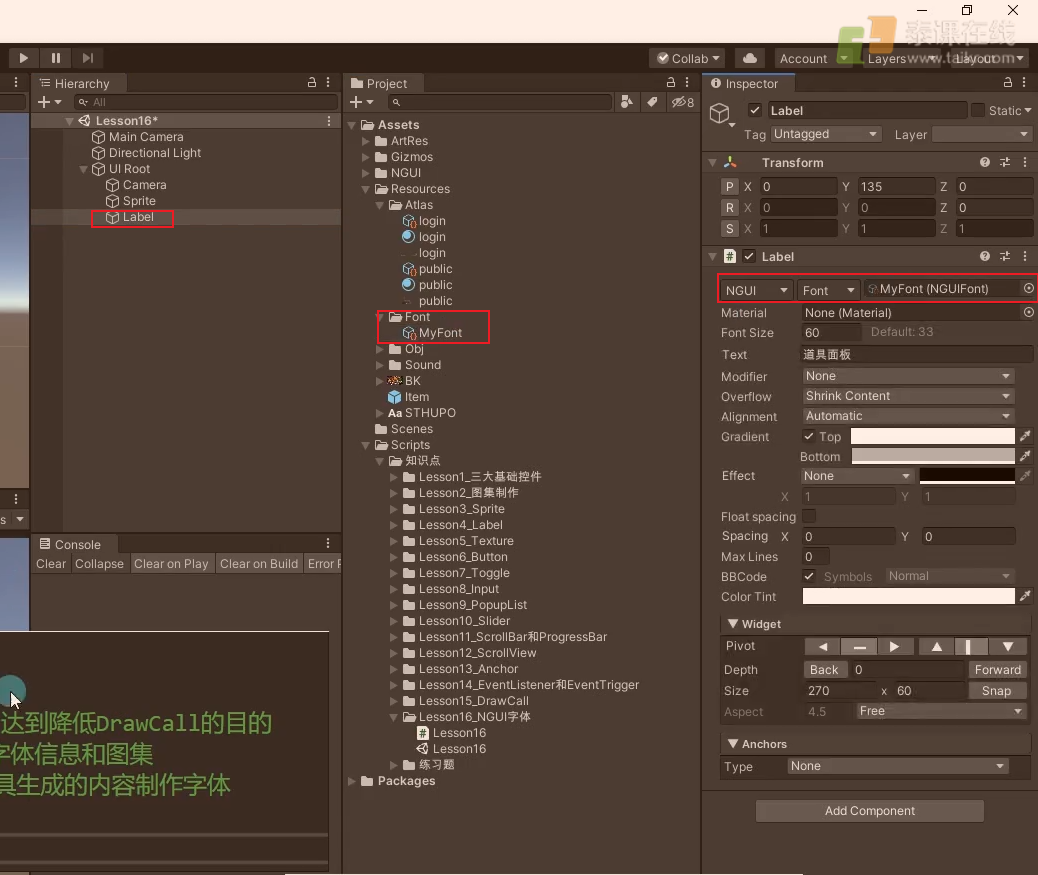 泰源在线
www.taiky.com
Collab
Account
Layers
Layout
Hierarchy
All
Lesson16*
Main Camera
Directional Light
UI Root
Camera
Sprite
Label
Project
8
Assets
ArtRes
Gizmos
NGUI
Resources
Atlas
login
login
login
public
public
public
Font
MyFont
Obj
Sound
BK
Item
Aa STHUPO
Scenes
Scripts
知识点
Lesson1_三大基础控件
Lesson2_图集制作
Lesson3_Sprite
Lesson4_Label
Lesson5_Texture
Lesson6_Button
Lesson7_Toggle
Lesson8_Input
Lesson9_PopupList
Lesson10_Slider
Lesson11_ScrollBar和ProgressBar
Lesson12_ScrollView
Lesson13_Anchor
Lesson14_EventListener和EventTrigger
Lesson15_DrawCall
Lesson16_NGUI字体
# Lesson16
Lesson16
练习题
Packages
Inspector
Label Static
Tag Untagged Layer
Transform
P X 0 Y 135 Z 0
R X 0 Y 0 Z 0
S X 1 Y 1 Z 1
# Label
NGUI Font MyFont (NGUIFont)
Material None (Material)
Font Size 60 Default: 33
Text 道具面板
Modifier None
Overflow Shrink Content
Alignment Automatic
Gradient Top
Bottom
Effect None
X 1 Y 1
Float spacing
Spacing X 0 Y 0
Max Lines 0
BBCode Symbols Normal
Color Tint
Widget
Pivot
Depth Back 0 Forward
Size 270 x 60 Snap
Aspect 4.5 Free
Anchors
Type None
Add Component
s
Console
Clear Collapse Clear on Play Clear on Build Error P
达到降低DrawCall的目的
字体信息和图集
具生成的内容制作字体